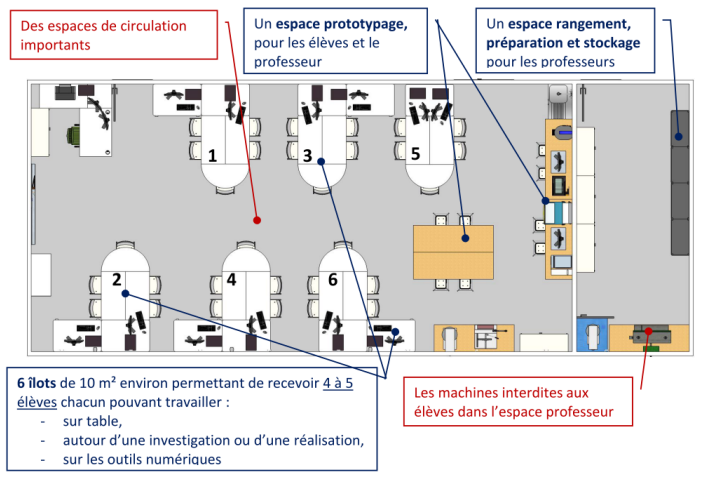 Des espaces de circulation
importants
Un espace prototypage,
pour les élèves et le
professeur
Un espace rangement,
préparation et stockage
pour les professeurs
1
3
5
2
4
6
6 îlots de 10 m² environ permettant de recevoir 4 à 5
élèves chacun pouvant travailler :
- sur table,
- autour d’une investigation ou d’une réalisation,
- sur les outils numériques
Les machines interdites aux
élèves dans l’espace professeur